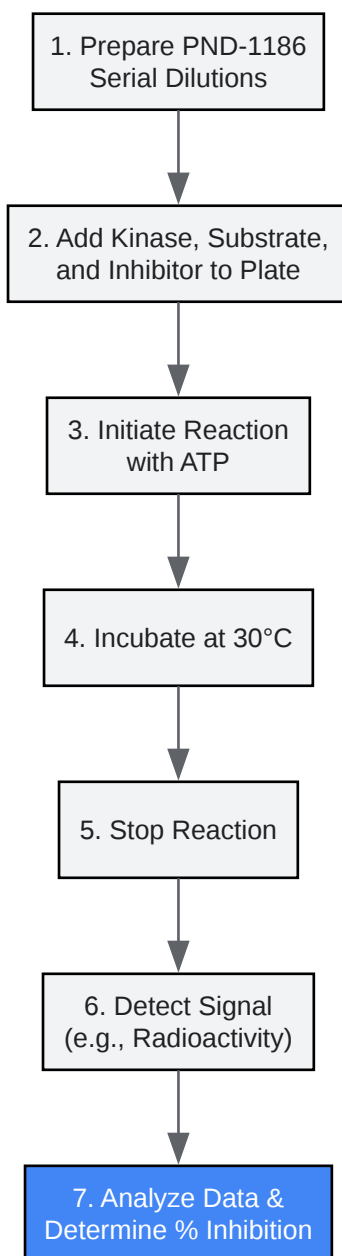 1. Prepare PND-1186
Serial Dilutions
2. Add Kinase, Substrate,
and Inhibitor to Plate
3. Initiate Reaction
with ATP
4. Incubate at 30°C
5. Stop Reaction
6. Detect Signal
(e.g., Radioactivity)
7. Analyze Data &
Determine % Inhibition